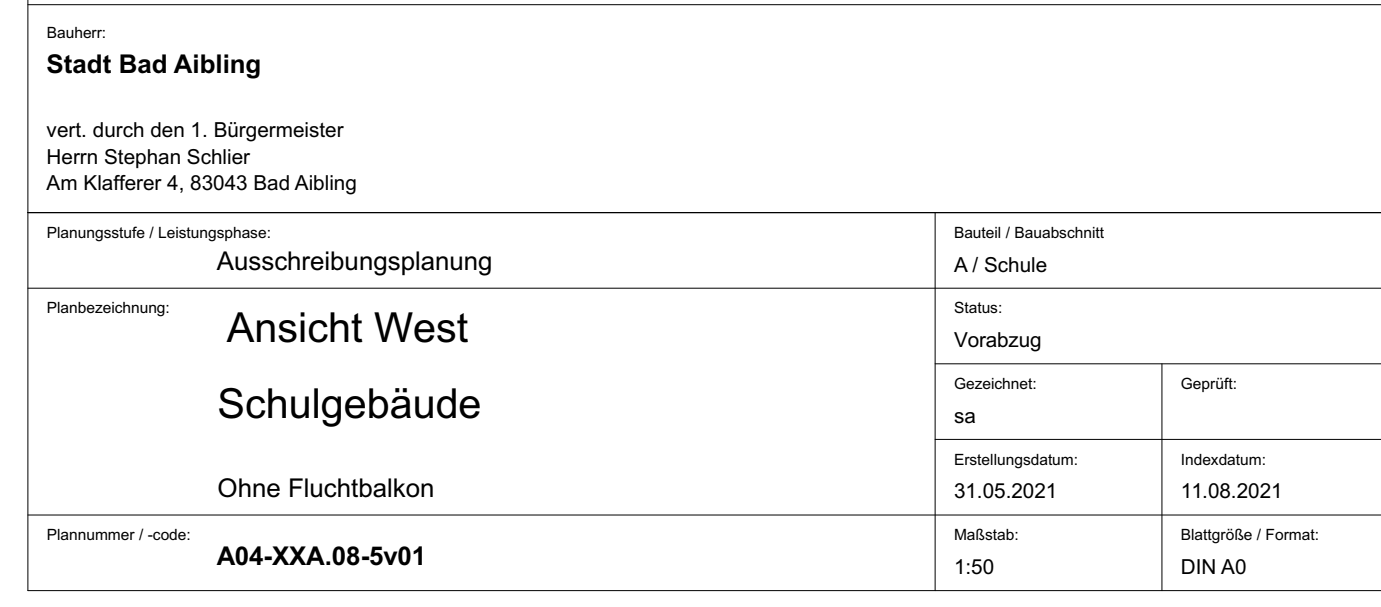 Bauherr:
Stadt Bad Aibling
vert. durch den 1. Bürgermeister
Herrn Stephan Schlier
Am Klafferer 4, 83043 Bad Aibling
Planungsstufe / Leistungsphase:
Ausschreibungsplanung
Bauteil / Bauabschnitt
A / Schule
Planbezeichnung:
Ansicht West
Schulgebäude
Ohne Fluchtbalkon
Status:
Vorabzug
Gezeichnet:
sa
Geprüft:
Erstellungsdatum:
31.05.2021
Indexdatum:
11.08.2021
Plannummer / -code:
A04-XXA.08-5v01
Maßstab:
1:50
Blattgröße / Format:
DIN A0